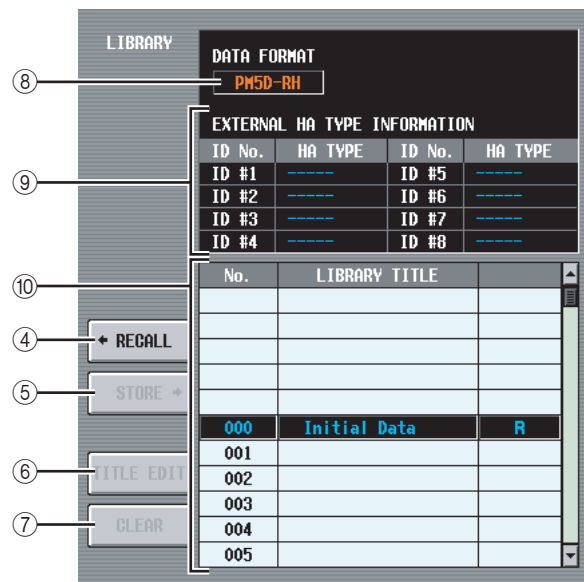 LIBRARY
DATA FORMAT
⑧
PM5D-RH
EXTERNAL HA TYPE INFORMATION
ID No. HA TYPE ID No. HA TYPE
⑨
ID #1 ----- ID #5 -----
ID #2 ----- ID #6 -----
ID #3 ----- ID #7 -----
ID #4 ----- ID #8 -----
⑩
No. LIBRARY TITLE
④
← RECALL
⑤
STORE →
000 Initial Data R
001
⑥
TITLE EDIT
002
003
⑦
CLEAR
004
005